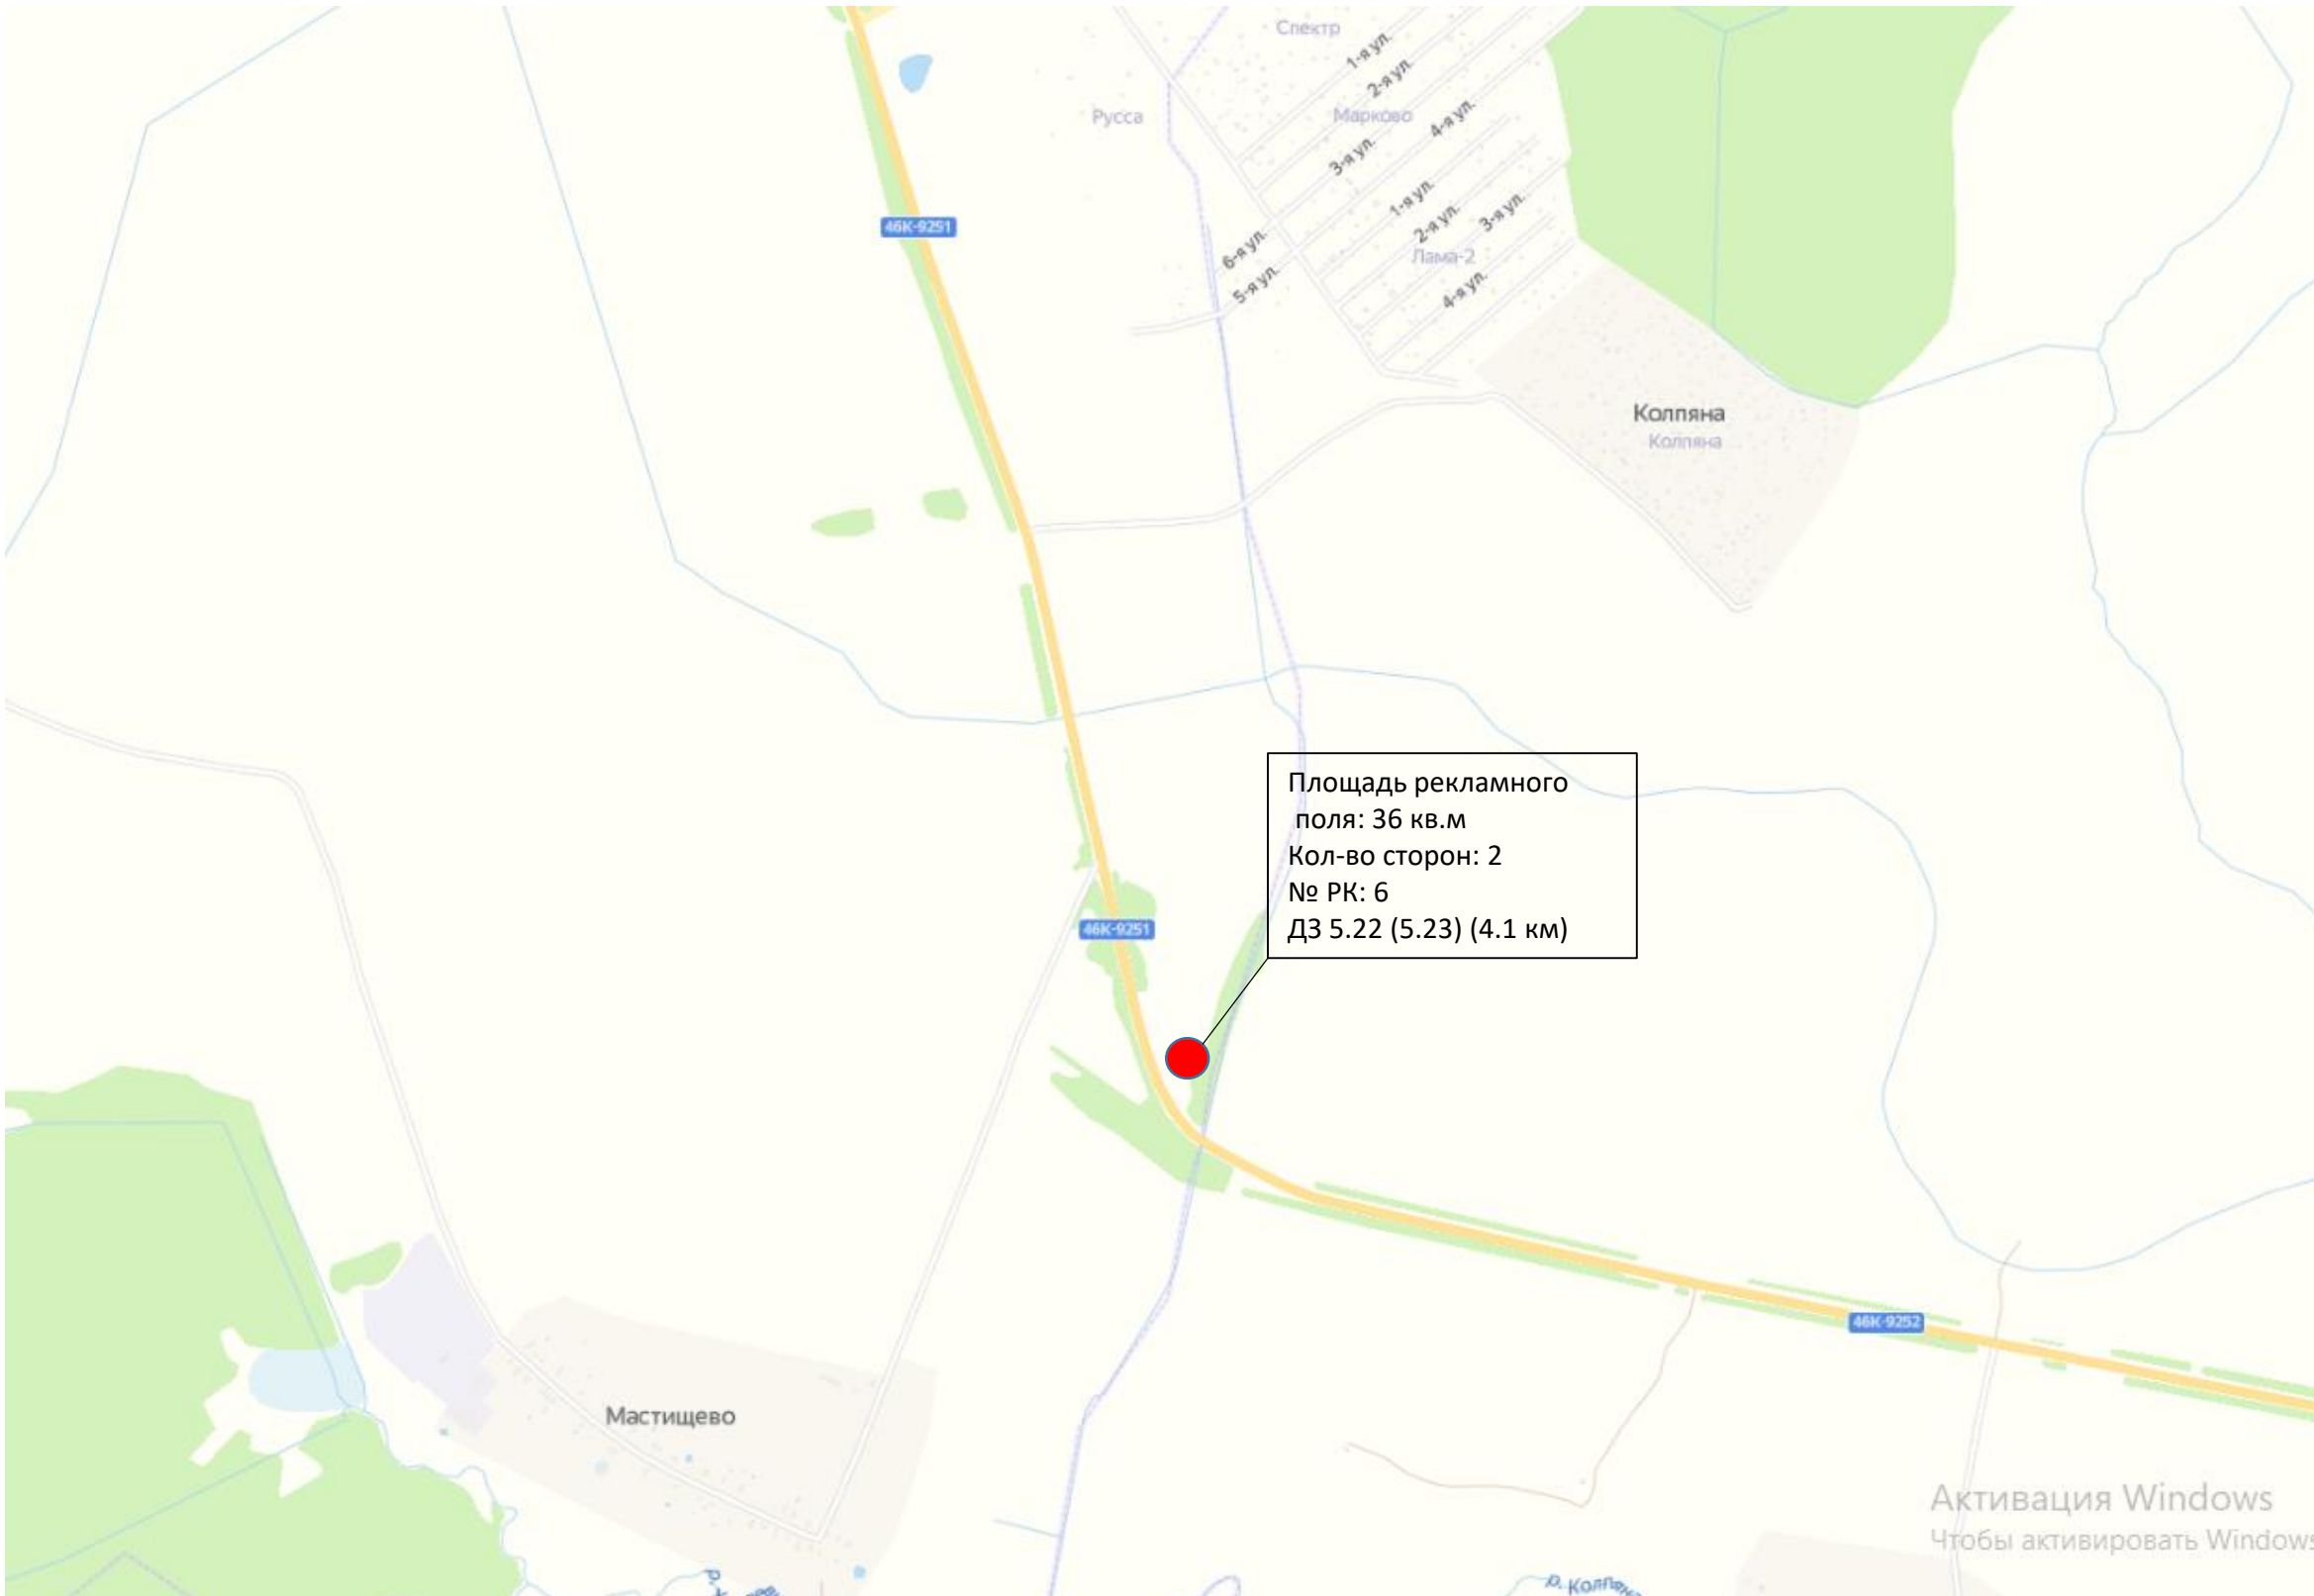 Спектр
1-я ул.
2-я ул.
Русса
Марково
4-я ул.
3-я ул.
1-я ул.
2-я ул.
3-я ул.
46К-9251
6-я ул.
Лама-2
5-я ул.
4-я ул.
Колпяна
Колпяна
Площадь рекламного
поля: 36 кв.м
Кол-во сторон: 2
№ РК: 6
ДЗ 5.22 (5.23) (4.1 км)
46К-9251
46К-9252
Мастищево
Активация Windows
Чтобы активировать Windows
р. Колпяна